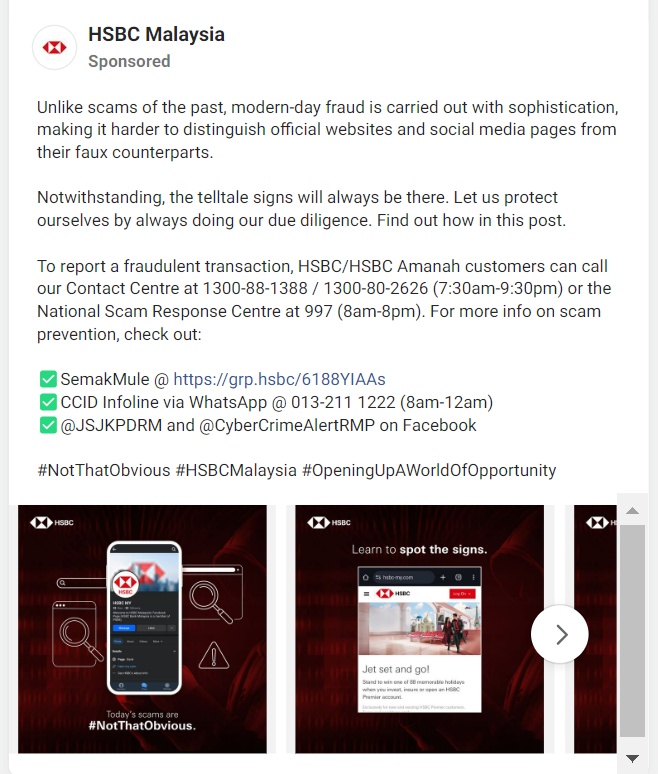 HSBC Malaysia
Sponsored
Unlike scams of the past, modern-day fraud is carried out with sophistication,
making it harder to distinguish official websites and social media pages from
their faux counterparts.
Notwithstanding, the telltale signs will always be there. Let us protect
ourselves by always doing our due diligence. Find out how in this post.
To report a fraudulent transaction, HSBC/HSBC Amanah customers can call
our Contact Centre at 1300-88-1388 / 1300-80-2626 (7:30am-9:30pm) or the
National Scam Response Centre at 997 (8am-8pm). For more info on scam
prevention, check out:
✅SemakMule @ https://grp.hsbc/6188YIAAs
✅CCID Infoline via WhatsApp @ 013-211 1222 (8am-12am)
✅@JSJKPDRM and @CyberCrimeAlertRMP on Facebook
#NotThatObvious #HSBCMalaysia #OpeningUpAWorldOfOpportunity
HSBC
HSBC
HSBC MY
Today's scams are
#NotThatObvious.
HSBC
Learn to spot the signs.
hsbc-my.com
HSBC
Log On
Jet set and go!
Stand to win one of 98 memorable holidays
when you invest, insure or open an HSBC
Premier account.
H